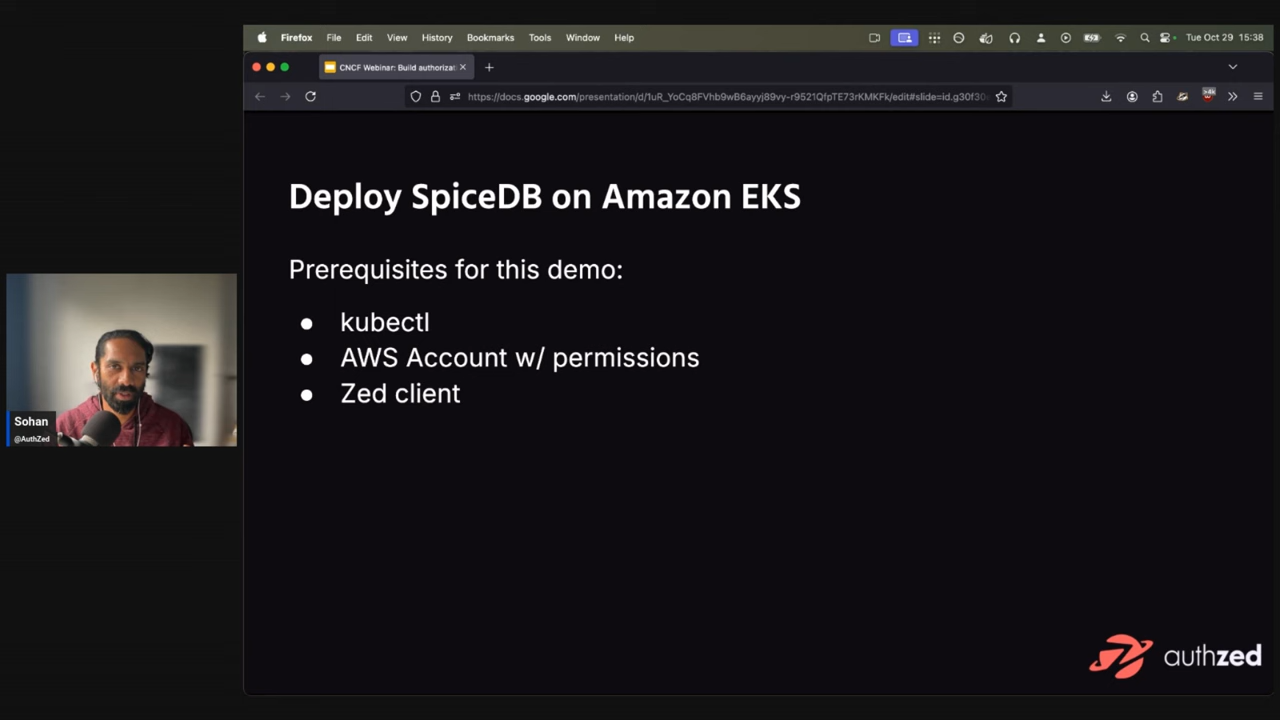 Firefox File Edit View History Bookmarks Tools Window Help Tue Oct 29 15:38
CNCF Webinar: Build authorizat
https://docs.google.com/presentation/d/1uR_YoCq8FVhb9wB6ayyj89vy-r9521QfpTE73rKMKFk/edit#slide=id.g30f30
Deploy SpiceDB on Amazon EKS
Prerequisites for this demo:
● kubectl
● AWS Account w/ permissions
● Zed client
Sohan
@AuthZed
authzed